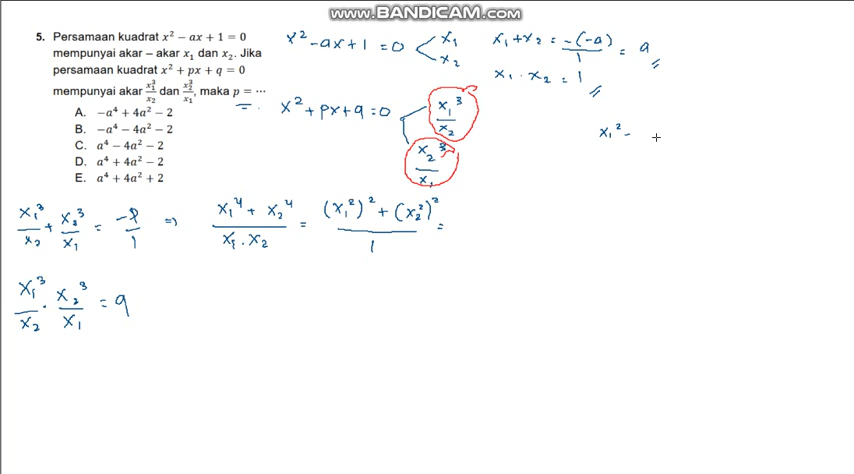 www.BANDICAM.com
5. Persamaan kuadrat x² − ax + 1 = 0
mempunyai akar – akar x₁ dan x₂. Jika
persamaan kuadrat x² + px + q = 0
mempunyai akar x₁³/x₂ dan x₂³/x₁, maka p = ⋯
A. −a⁴ + 4a² − 2
B. −a⁴ − 4a² − 2
C. a⁴ − 4a² − 2
D. a⁴ + 4a² − 2
E. a⁴ + 4a² + 2
x² - ax + 1 = 0 < x₁ x₂
x₁ + x₂ = -(-a)/1 = a
x₁ . x₂ = 1
x² + px + q = 0
x₁³/x₂
x₂³/x₁
x₁² -
x₁³/x₂ + x₂³/x₁ = -p/1 ⇒ x₁⁴ + x₂⁴/x₁ . x₂ = (x₁²)² + (x₂²)²/1 =
x₁³/x₂ . x₂³/x₁ = q